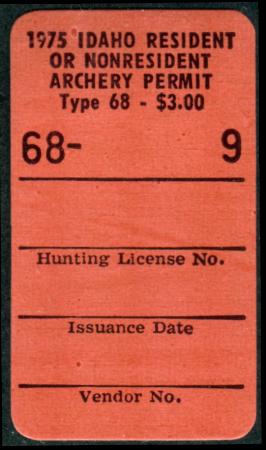 1975 IDAHO RESIDENT
OR NONRESIDENT
ARCHERY PERMIT
Type 68 - $3.00
68- 9
Hunting License No.
Issuance Date
Vendor No.